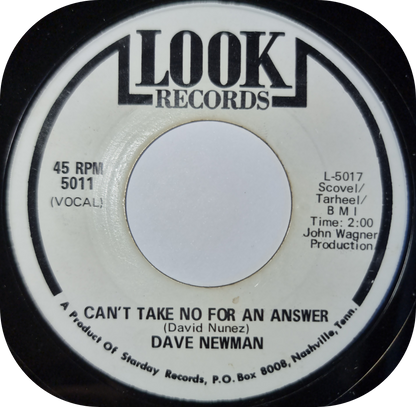 LOOK
RECORDS
45 RPM
5011
(VOCAL)
L-5017
Scovel/
Tarheel/
B M I
Time: 2:00
John Wagner
Production
CAN'T TAKE NO FOR AN ANSWER
(David Nunez)
DAVE NEWMAN
A Product Of Starday Records, P.O. Box 8008, Nashville, Tenn.